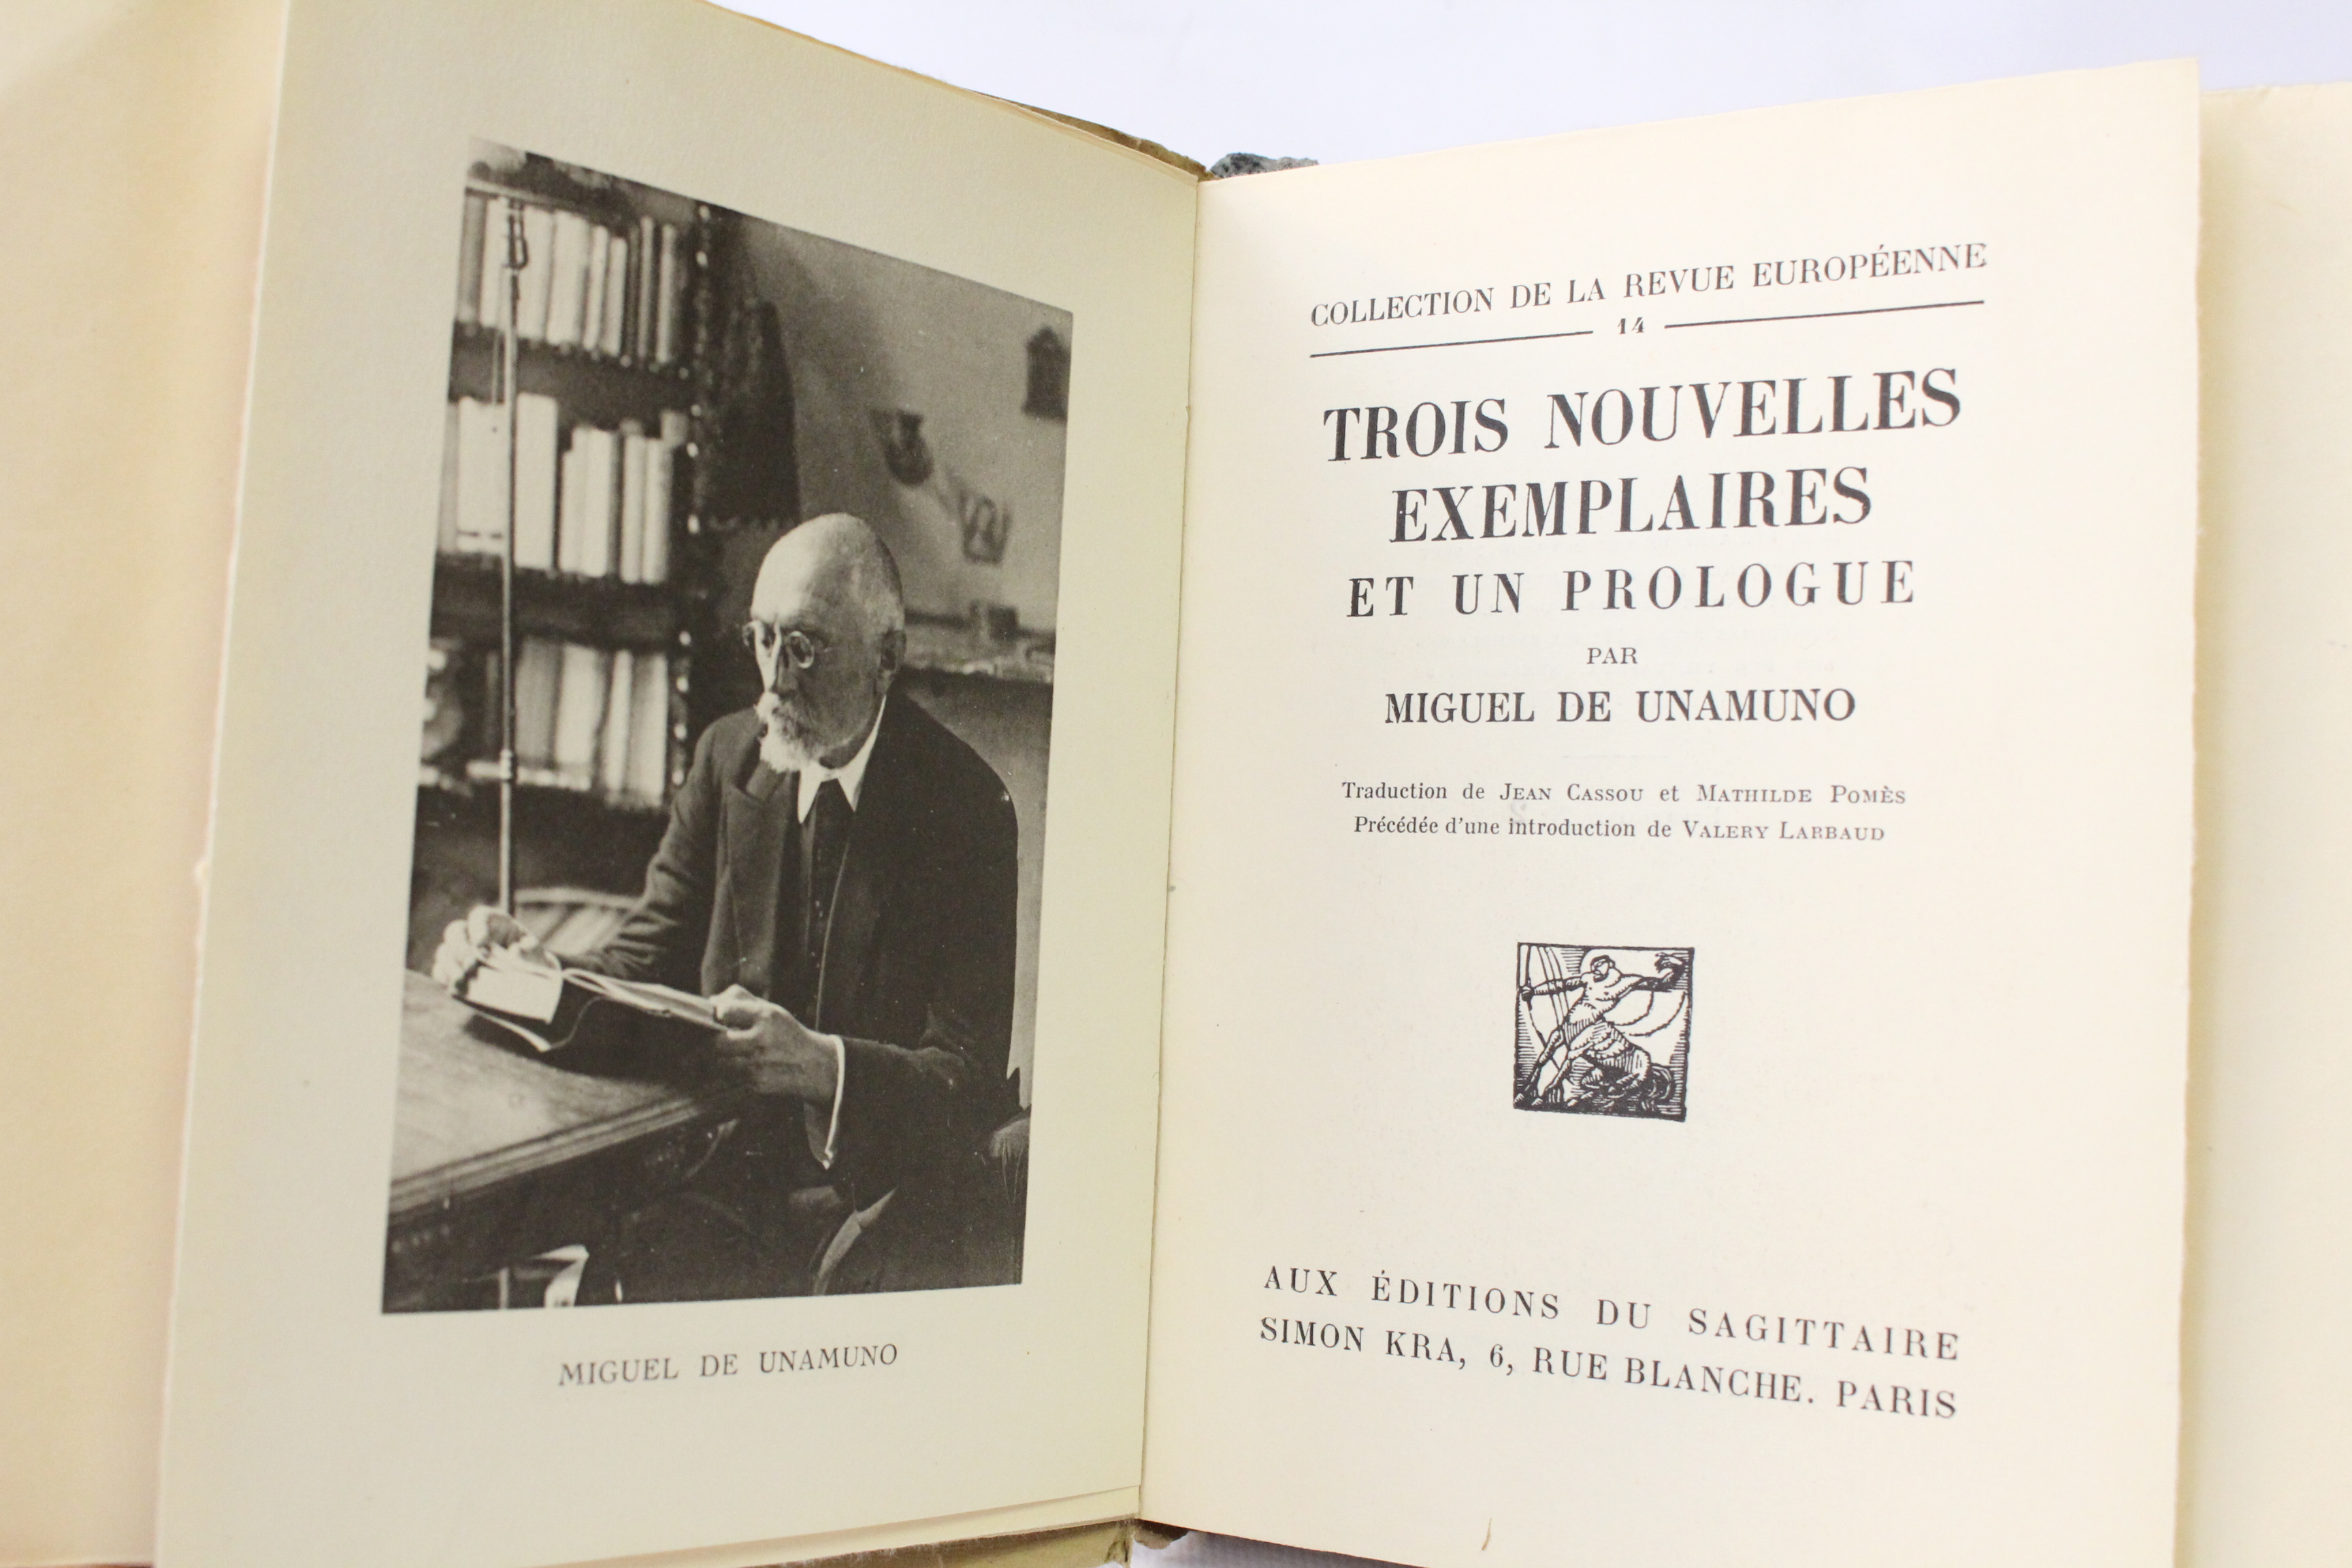 MIGUEL DE UNAMUNO
COLLECTION DE LA REVUE EUROPÉENNE
14
TROIS NOUVELLES
EXEMPLAIRES
ET UN PROLOGUE
PAR
MIGUEL DE UNAMUNO
Traduction de JEAN CASSOU et MATHILDE POMÈS
Précédée d'une introduction de VALERY LARBAUD
AUX ÉDITIONS DU SAGITTAIRE
SIMON KRA, 6, RUE BLANCHE. PARIS